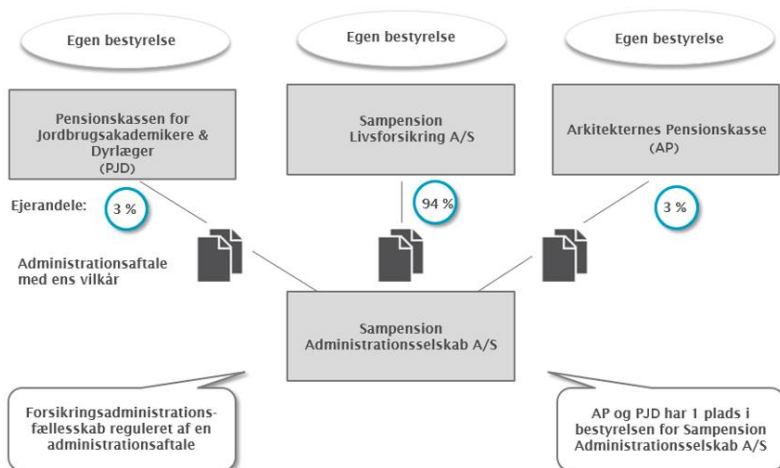 Egen bestyrelse
Egen bestyrelse
Egen bestyrelse
Pensionskassen for
Jordbrugsakademikere &
Dyrlæger
(PJD)
Sampension
Livsforsikring A/S
Arkitekternes Pensionskasse
(AP)
Ejerandele:
3 %
94 %
3 %
Administrationsaftale
med ens vilkår
Sampension
Administrationsselskab A/S
Forsikringsadministrations-
fællesskab reguleret af en
administrationsaftale
AP og PJD har 1 plads i
bestyrelsen for Sampension
Administrationsselskab A/S